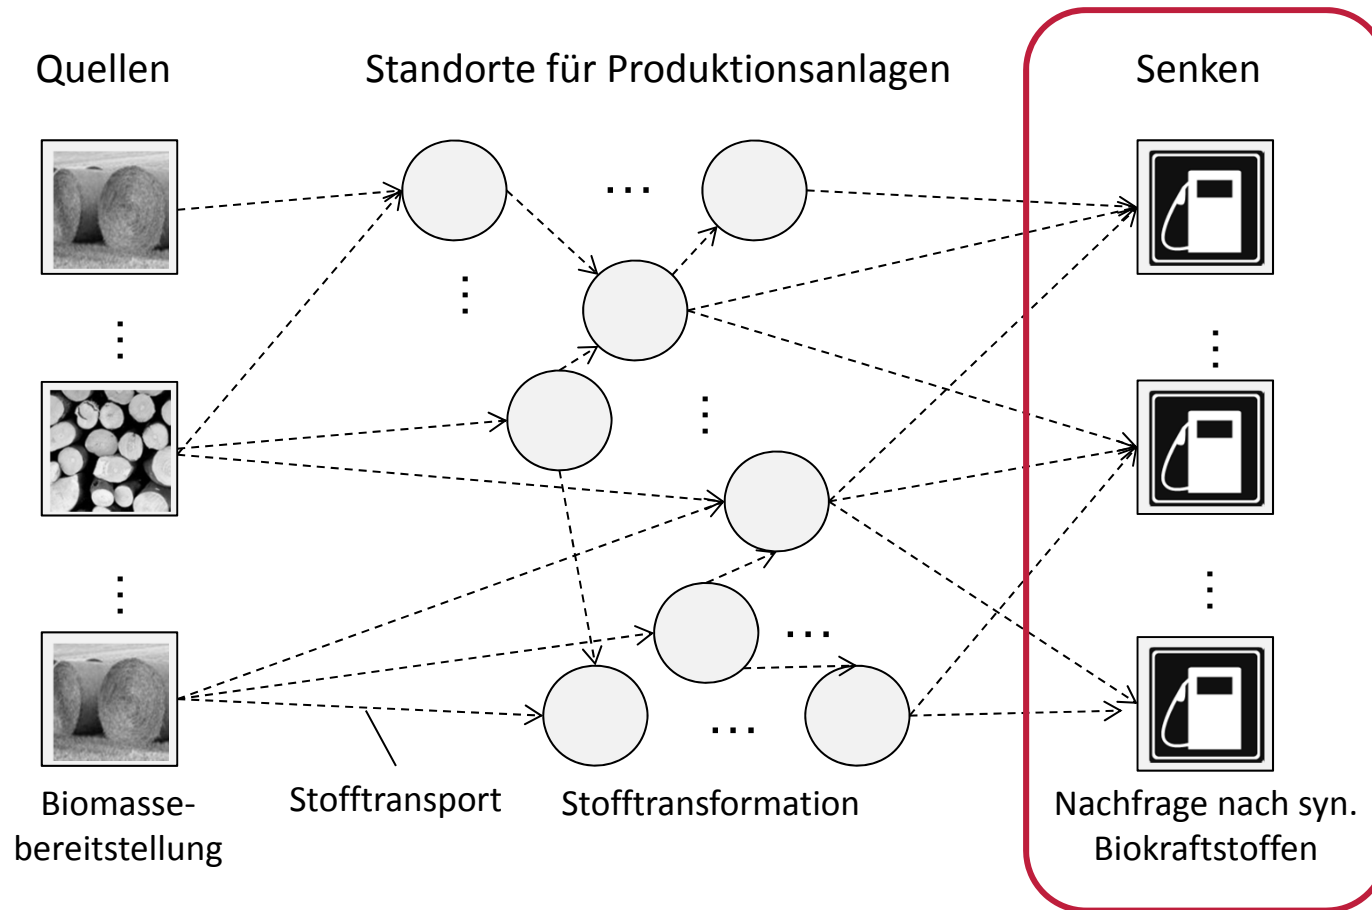 Quellen
Standorte für Produktionsanlagen
Senken
Stofftransport
Stofftransformation
Biomasse-
bereitstellung
Nachfrage nach syn.
Biokraftstoffen